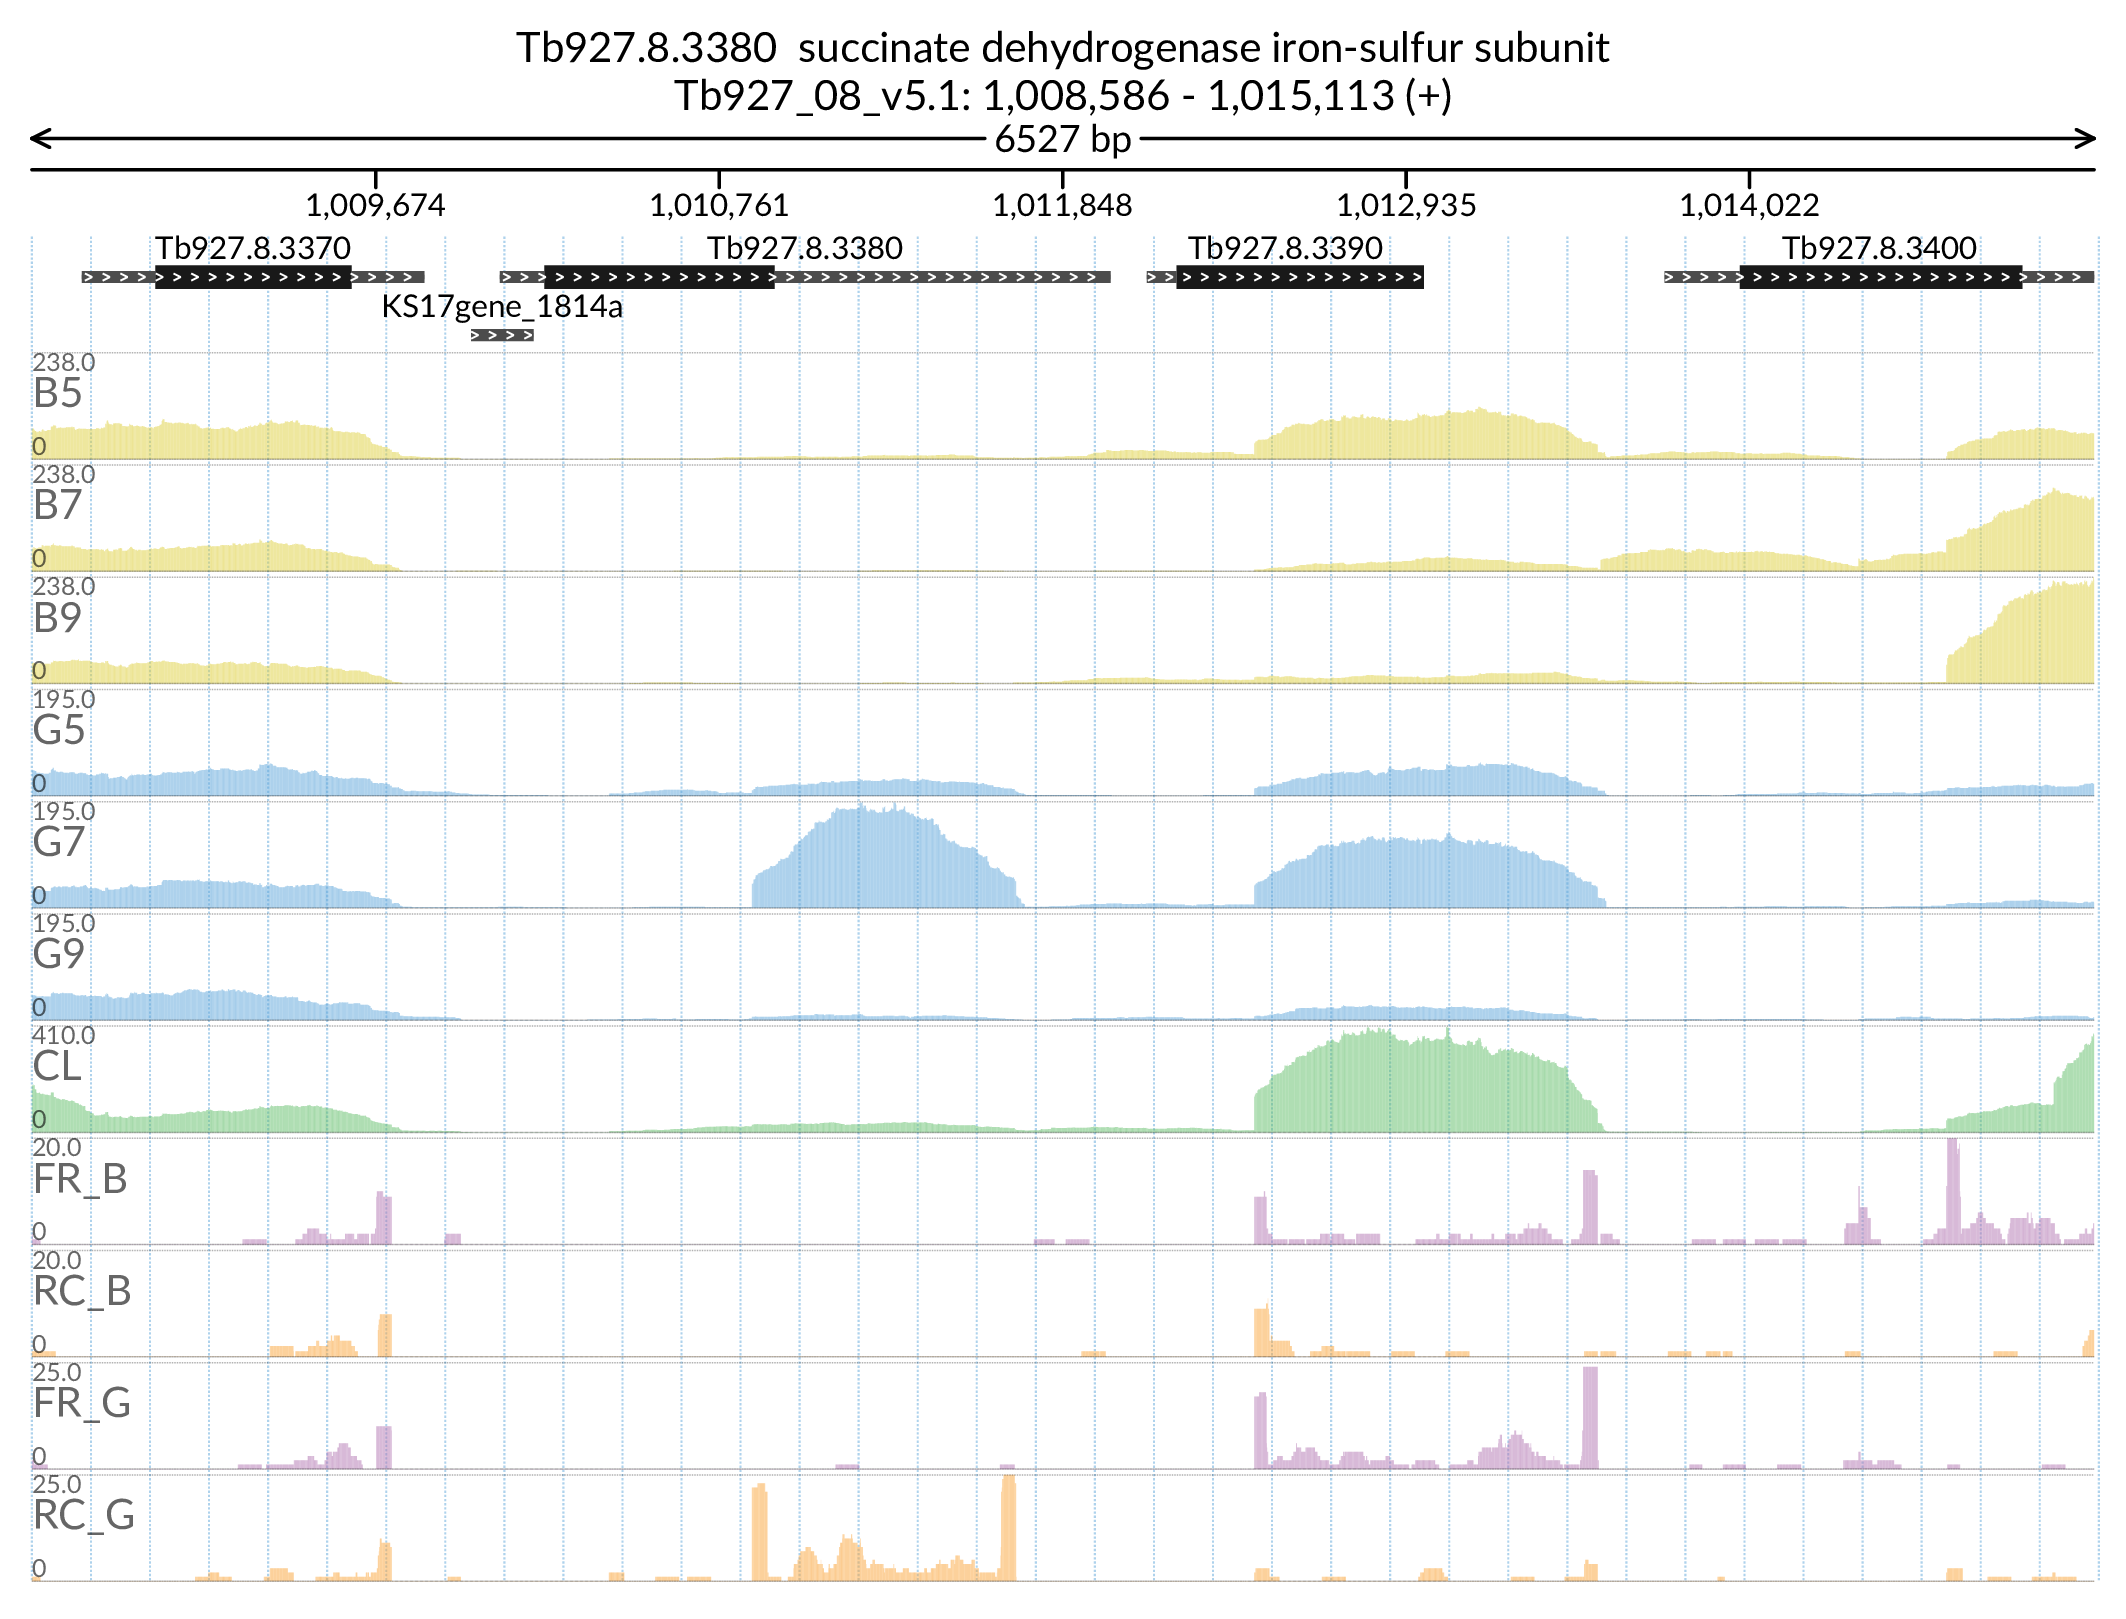 Tb927.8.3380  succinate dehydrogenase iron-sulfur subunit
Tb927_08_v5.1: 1,008,586 - 1,015,113 (+)
6527 bp
1,009,674 1,010,761 1,011,848 1,012,935 1,014,022
Tb927.8.3370 Tb927.8.3380 Tb927.8.3390 Tb927.8.3400
KS17gene_1814a
238.0
B5
0
238.0
B7
0
238.0
B9
0
195.0
G5
0
195.0
G7
0
195.0
G9
0
410.0
CL
0
20.0
FR_B
0
20.0
RC_B
0
25.0
FR_G
0
25.0
RC_G
0